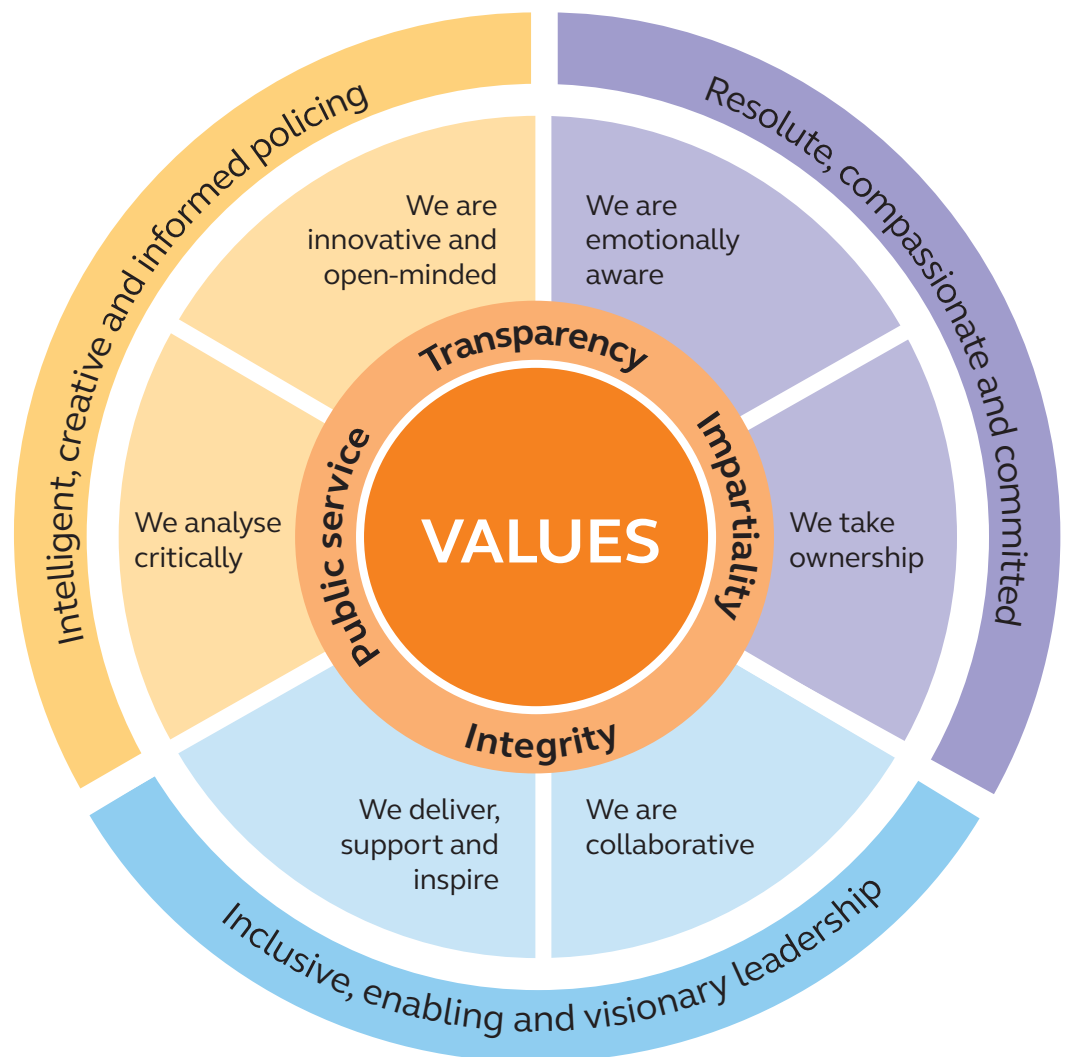 Intelligent, creative and informed policing
Resolute, compassionate and committed
We are
innovative and
open-minded
We are
emotionally
aware
Transparency
Public service
Impartiality
VALUES
We analyse
critically
We take
ownership
Integrity
We deliver,
support and
inspire
We are
collaborative
Inclusive, enabling and visionary leadership